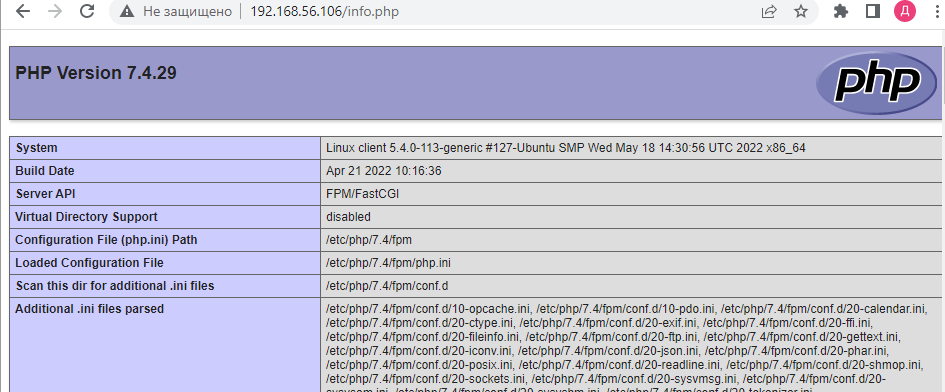 Не защищено 192.168.56.106/info.php Д
PHP Version 7.4.29 php
System Linux client 5.4.0-113-generic #127-Ubuntu SMP Wed May 18 14:30:56 UTC 2022 x86_64
Build Date Apr 21 2022 10:16:36
Server API FPM/FastCGI
Virtual Directory Support disabled
Configuration File (php.ini) Path /etc/php/7.4/fpm
Loaded Configuration File /etc/php/7.4/fpm/php.ini
Scan this dir for additional .ini files /etc/php/7.4/fpm/conf.d
Additional .ini files parsed /etc/php/7.4/fpm/conf.d/10-opcache.ini, /etc/php/7.4/fpm/conf.d/10-pdo.ini, /etc/php/7.4/fpm/conf.d/20-calendar.ini,
/etc/php/7.4/fpm/conf.d/20-ctype.ini, /etc/php/7.4/fpm/conf.d/20-exif.ini, /etc/php/7.4/fpm/conf.d/20-ffi.ini,
/etc/php/7.4/fpm/conf.d/20-fileinfo.ini, /etc/php/7.4/fpm/conf.d/20-ftp.ini, /etc/php/7.4/fpm/conf.d/20-gettext.ini,
/etc/php/7.4/fpm/conf.d/20-iconv.ini, /etc/php/7.4/fpm/conf.d/20-json.ini, /etc/php/7.4/fpm/conf.d/20-phar.ini,
/etc/php/7.4/fpm/conf.d/20-posix.ini, /etc/php/7.4/fpm/conf.d/20-readline.ini, /etc/php/7.4/fpm/conf.d/20-shmop.ini,
/etc/php/7.4/fpm/conf.d/20-sockets.ini, /etc/php/7.4/fpm/conf.d/20-sysvmsg.ini, /etc/php/7.4/fpm/conf.d/20-